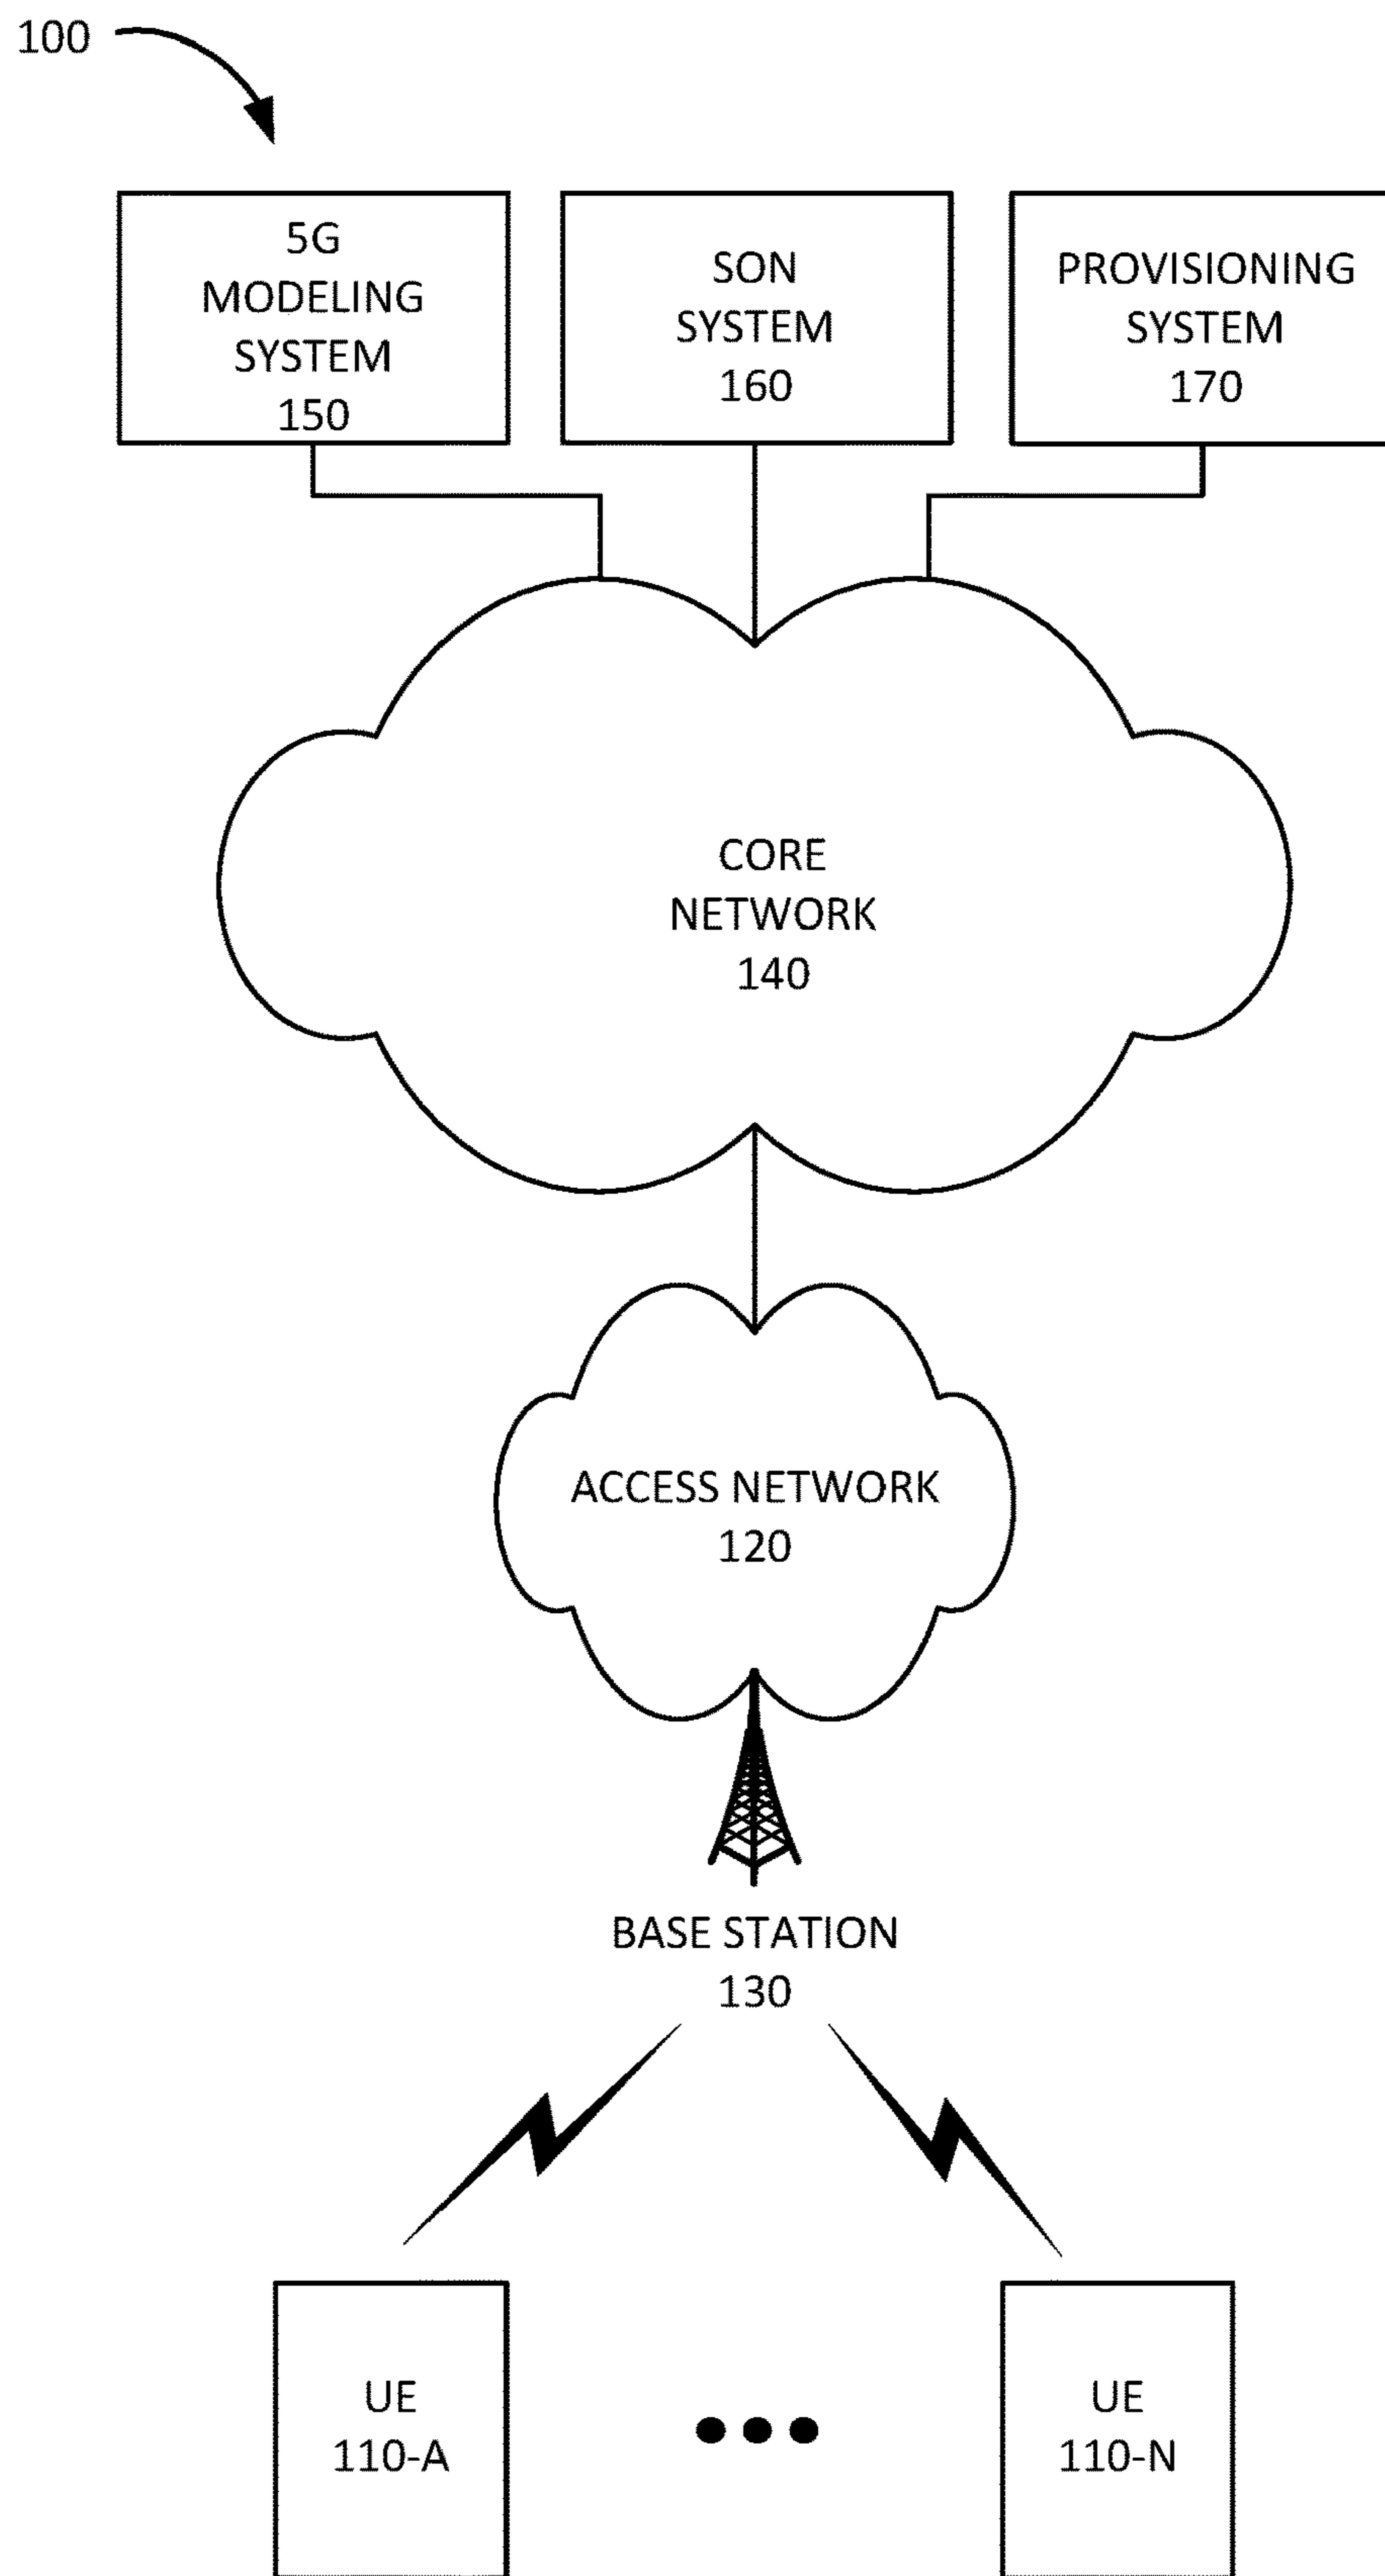 100
5G
MODELING
SYSTEM
150
SON
SYSTEM
160
PROVISIONING
SYSTEM
170
CORE
NETWORK
140
ACCESS NETWORK
120
BASE STATION
130
UE
110-A
UE
110-N